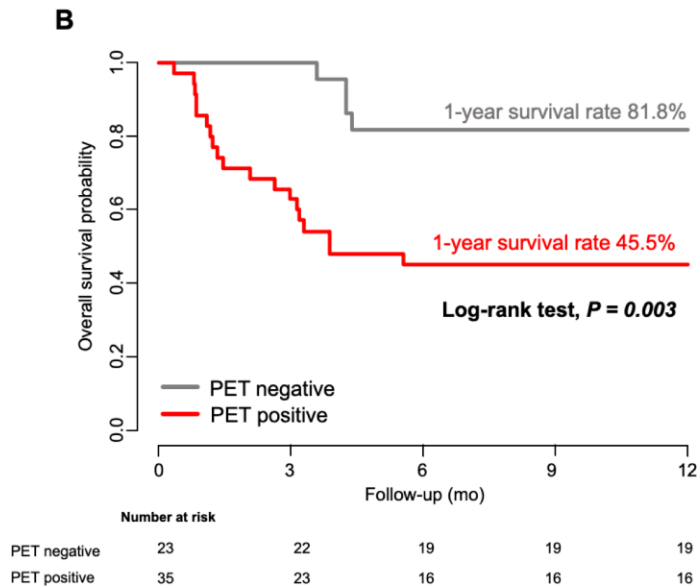 B
Overall survival probability
1.0
0.8
0.6
0.4
0.2
0.0
1-year survival rate 81.8%
1-year survival rate 45.5%
Log-rank test, P = 0.003
PET negative
PET positive
0 3 6 9 12
Follow-up (mo)
Number at risk
PET negative 23 22 19 19 19
PET positive 35 23 16 16 16